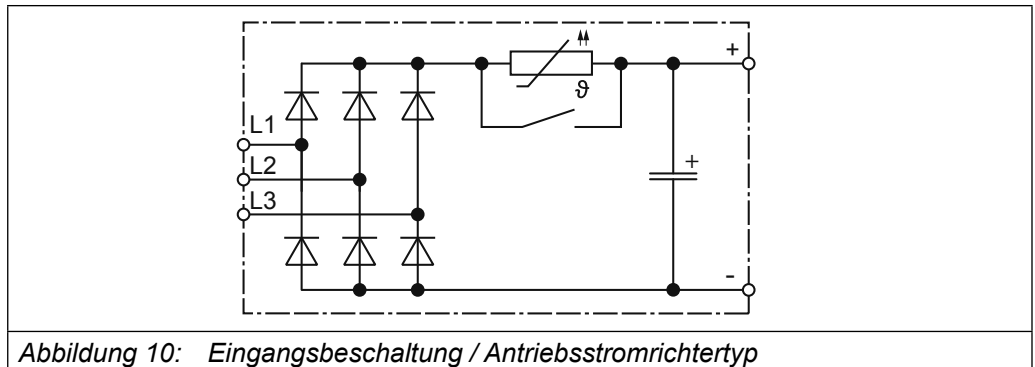 +
ϑ
L1
L2
+
L3
-
Abbildung 10: Eingangsbeschaltung / Antriebsstromrichtertyp